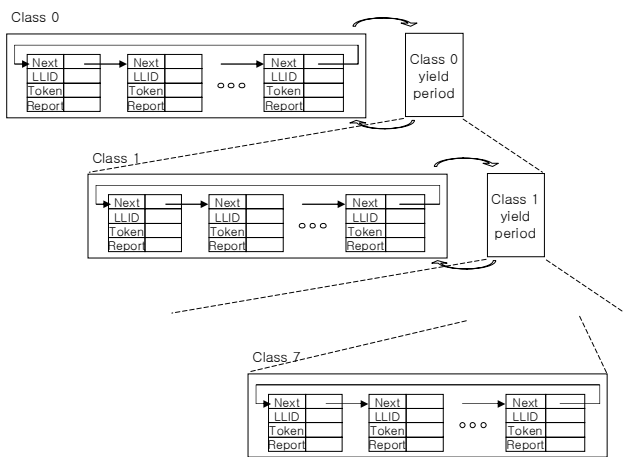 Class 0
Next Next Next
LLID LLID LLID
Token Token Token
Report Report Report
Class 0
yield
period
Class 1
Next Next Next
LLID LLID LLID
Token Token Token
Report Report Report
Class 1
yield
period
Class 7
Next Next Next
LLID LLID LLID
Token Token Token
Report Report Report